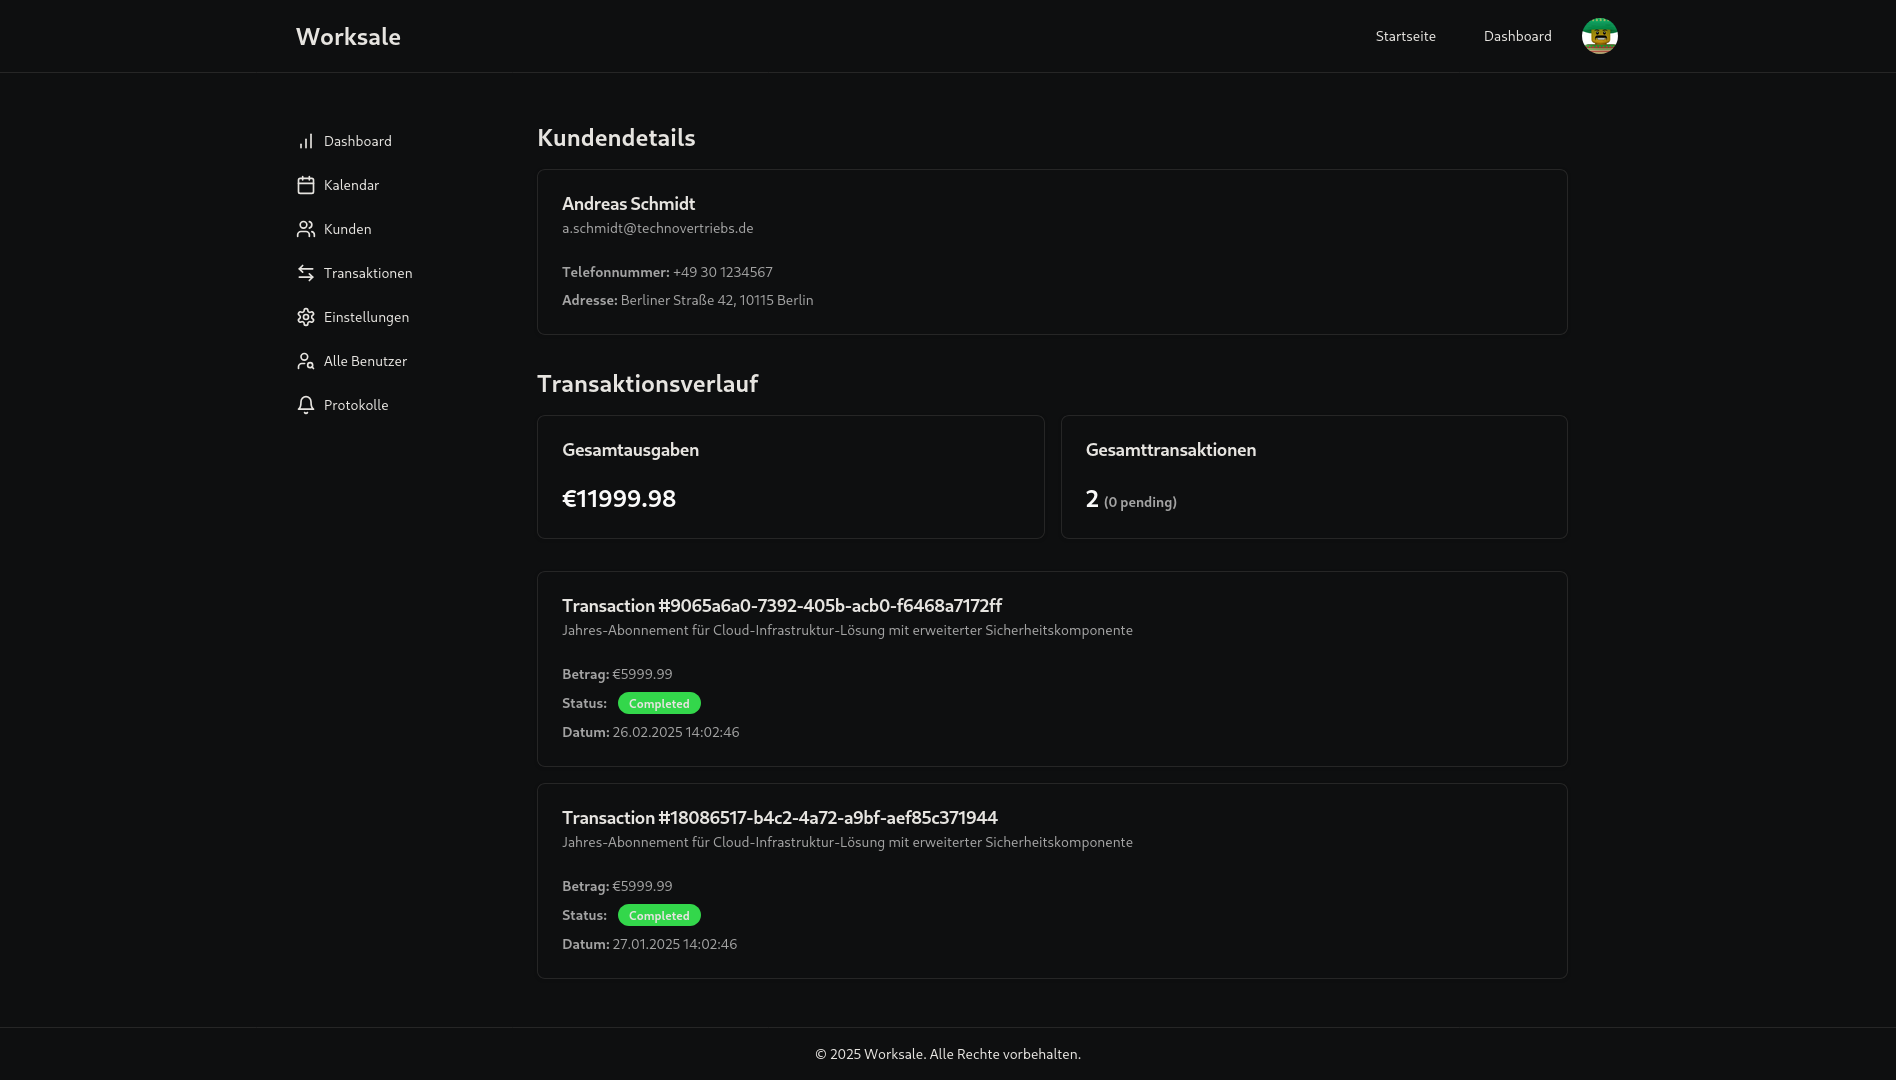 Worksale
Startseite
Dashboard
Dashboard
Kalendar
Kunden
Transaktionen
Einstellungen
Alle Benutzer
Protokolle
Kundendetails
Andreas Schmidt
a.schmidt@technovertriebs.de
Telefonnummer: +49 30 1234567
Adresse: Berliner Straße 42, 10115 Berlin
Transaktionsverlauf
Gesamtausgaben
€11999.98
Gesamttransaktionen
2 (0 pending)
Transaction #9065a6a0-7392-405b-acb0-f6468a7172ff
Jahres-Abonnement für Cloud-Infrastruktur-Lösung mit erweiterter Sicherheitskomponente
Betrag: €5999.99
Status: Completed
Datum: 26.02.2025 14:02:46
Transaction #18086517-b4c2-4a72-a9bf-aef85c371944
Jahres-Abonnement für Cloud-Infrastruktur-Lösung mit erweiterter Sicherheitskomponente
Betrag: €5999.99
Status: Completed
Datum: 27.01.2025 14:02:46
© 2025 Worksale. Alle Rechte vorbehalten.